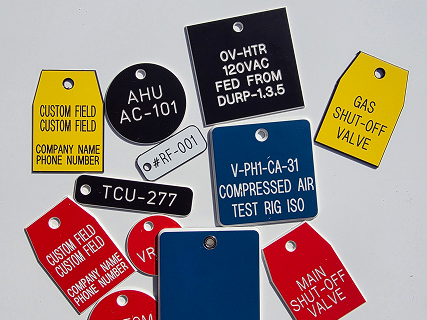 OV-HTR
120VAC
FED FROM
DURP-1.3.5
AHU
AC-101
CUSTOM FIELD
CUSTOM FIELD
COMPANY NAME
PHONE NUMBER
GAS
SHUT-OFF
VALVE
#RF-001
V-PH1-CA-31
COMPRESSED AIR
TEST RIG ISO
TCU-277
CUSTOM FIELD
CUSTOM FIELD
COMPANY NAME
PHONE NUMBER
MAIN
SHUT-OFF
VALVE